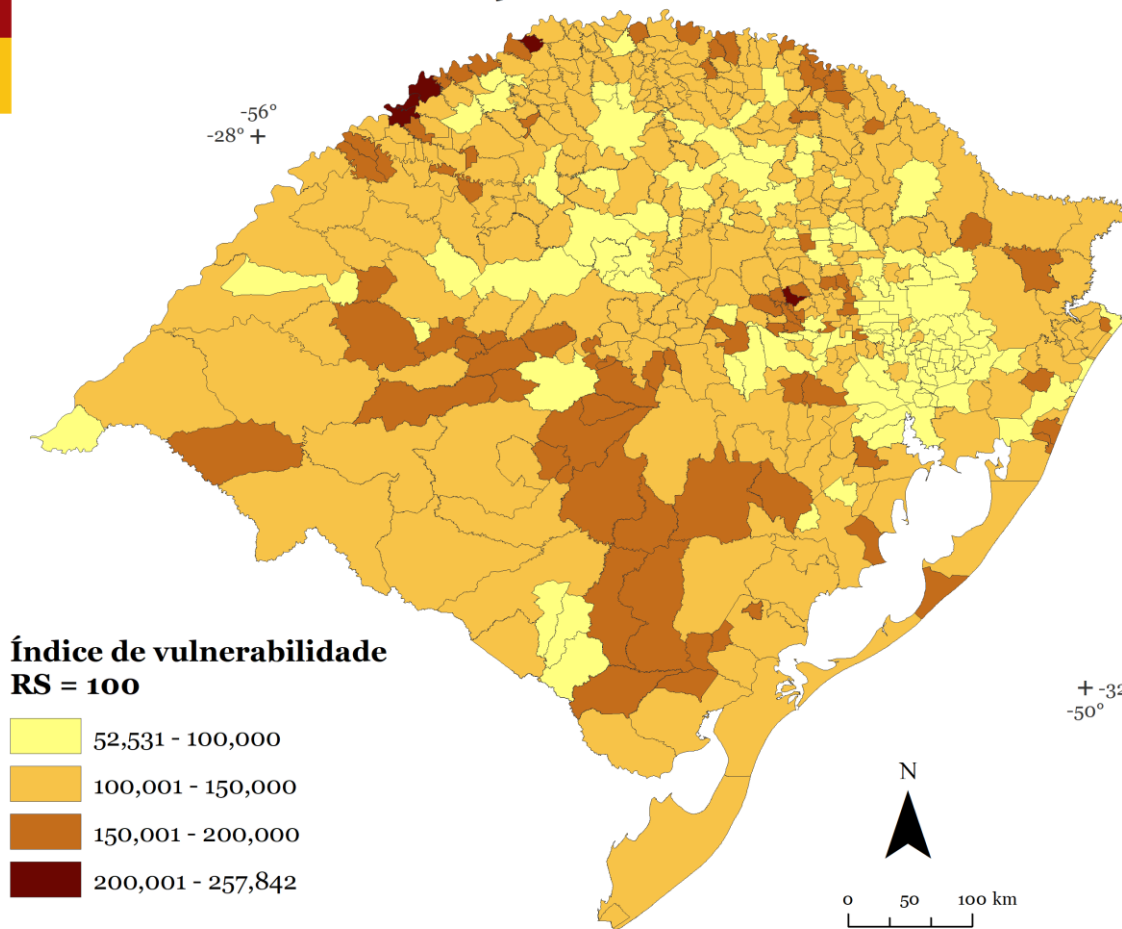 -56°
-28°
Índice de vulnerabilidade
RS = 100
52,531 - 100,000
100,001 - 150,000
150,001 - 200,000
200,001 - 257,842
-50°
N
0 50 100 km